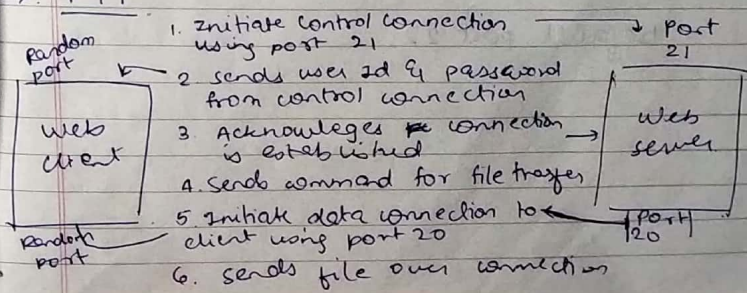 1. Initiate control connection
using port 21
Port
21
Random
port
2 sends user Id & password
from control connection
web
client
3. Acknowleges connection
is established
web
server
4. Sends command for file trasfer
5. Initiate data connection to
client using port 20
Port
20
Random
port
6. sends file over connection